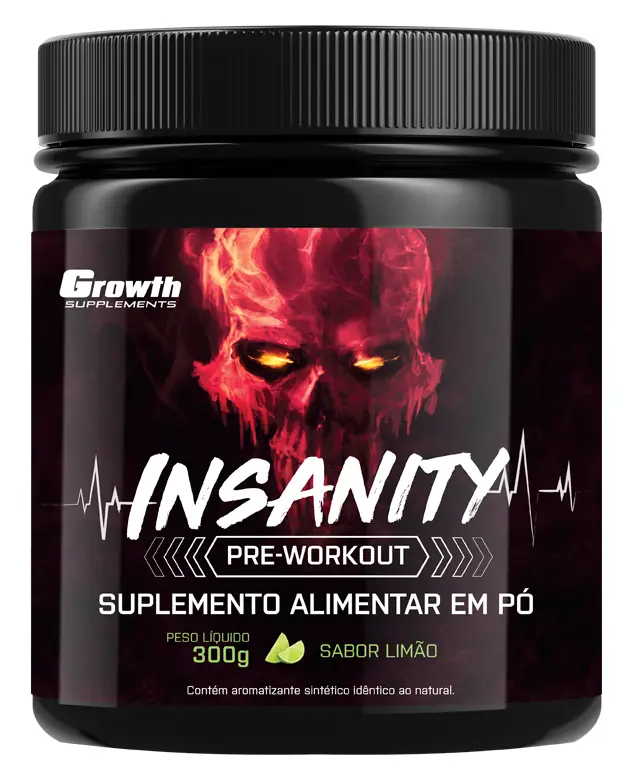 Growth
SUPPLEMENTS
INSANITY
PRE-WORKOUT
SUPLEMENTO ALIMENTAR EM PÓ
PESO LÍQUIDO
300g
SABOR LIMÃO
Contém aromatizante sintético idêntico ao natural.